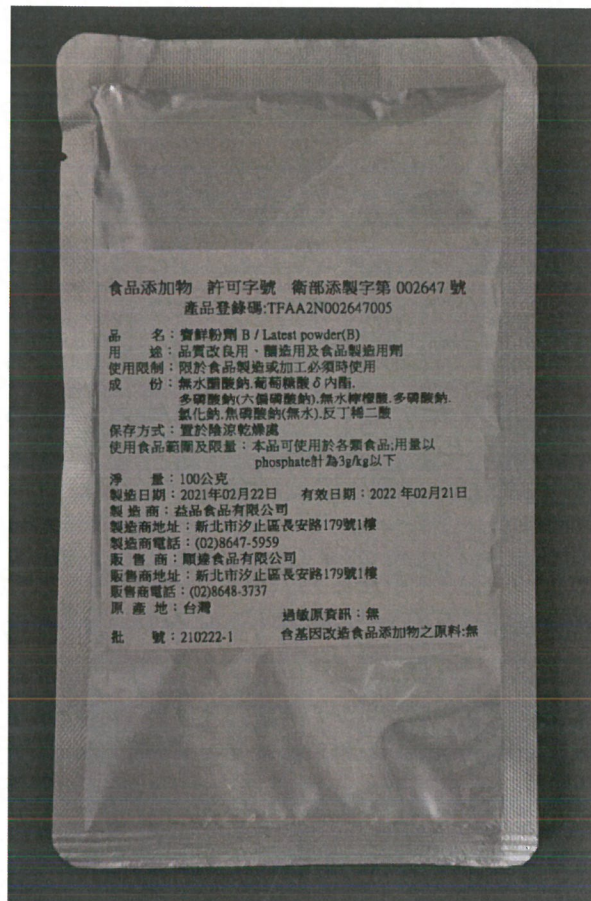 食品添加物 許可字號 衛部添製字第 002647 號
產品登錄碼:TFAA2N002647005
品 名：齎鮮粉劑 B / Latest powder(B)
用 途：品質改良用、釀造用及食品製造用劑
使用限制：限於食品製造或加工必須時使用
成 份：無水醋酸鈉.葡萄糖酸δ內酯.
多磷酸鈉(六偏磷酸鈉).無水檸檬酸.多磷酸鈉.
氯化鈉.焦磷酸鈉(無水).反丁烯二酸
保存方式：置於陰涼乾燥處
使用食品範圍及限量：本品可使用於各類食品;用量以
phosphate計為3g/kg以下
淨 量：100公克
製造日期：2021年02月22日 有效日期：2022 年02月21日
製 造 商：益品食品有限公司
製造商地址：新北市汐止區長安路179號1樓
製造商電話：(02)8647-5959
販 售 商：順達食品有限公司
販售商地址：新北市汐止區長安路179號1樓
販售商電話：(02)8648-3737
原 產 地：台灣
過敏原資訊：無
批 號：210222-1 含基因改造食品添加物之原料:無